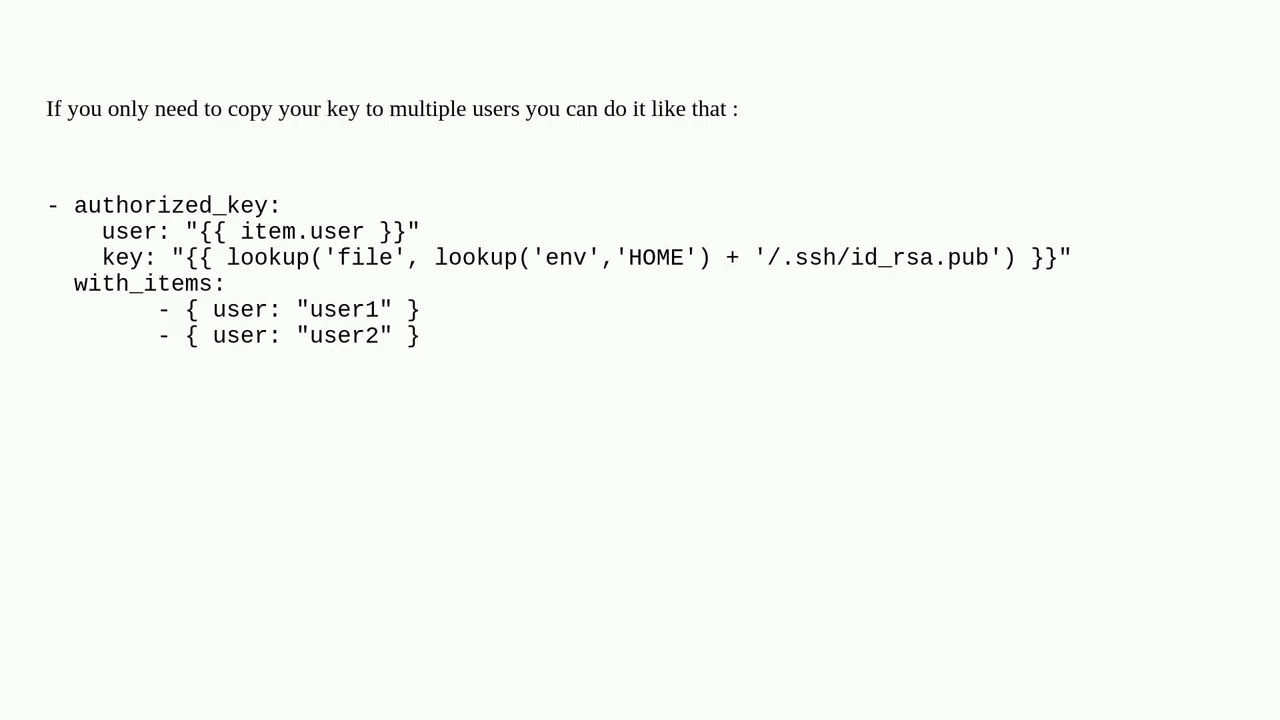 If you only need to copy your key to multiple users you can do it like that :
- authorized_key:
    user: "{{ item.user }}"
    key: "{{ lookup('file', lookup('env','HOME') + '/.ssh/id_rsa.pub') }}"
  with_items:
        - { user: "user1" }
        - { user: "user2" }